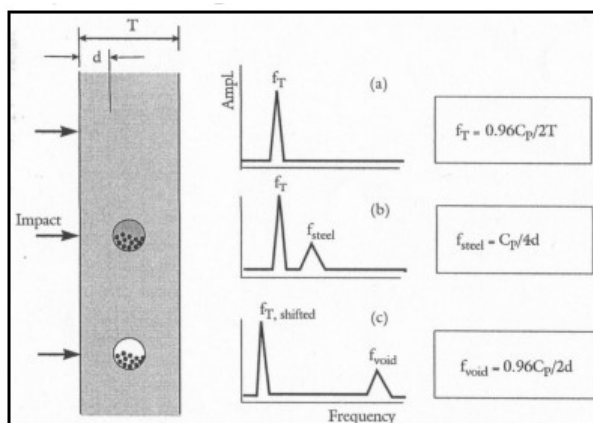 T
d
Impact
Ampl.
f_T
(a)
f_T = 0.96C_P/2T
f_T
f_steel
(b)
f_steel = C_P/4d
f_T, shifted
f_void
(c)
f_void = 0.96C_P/2d
Frequency